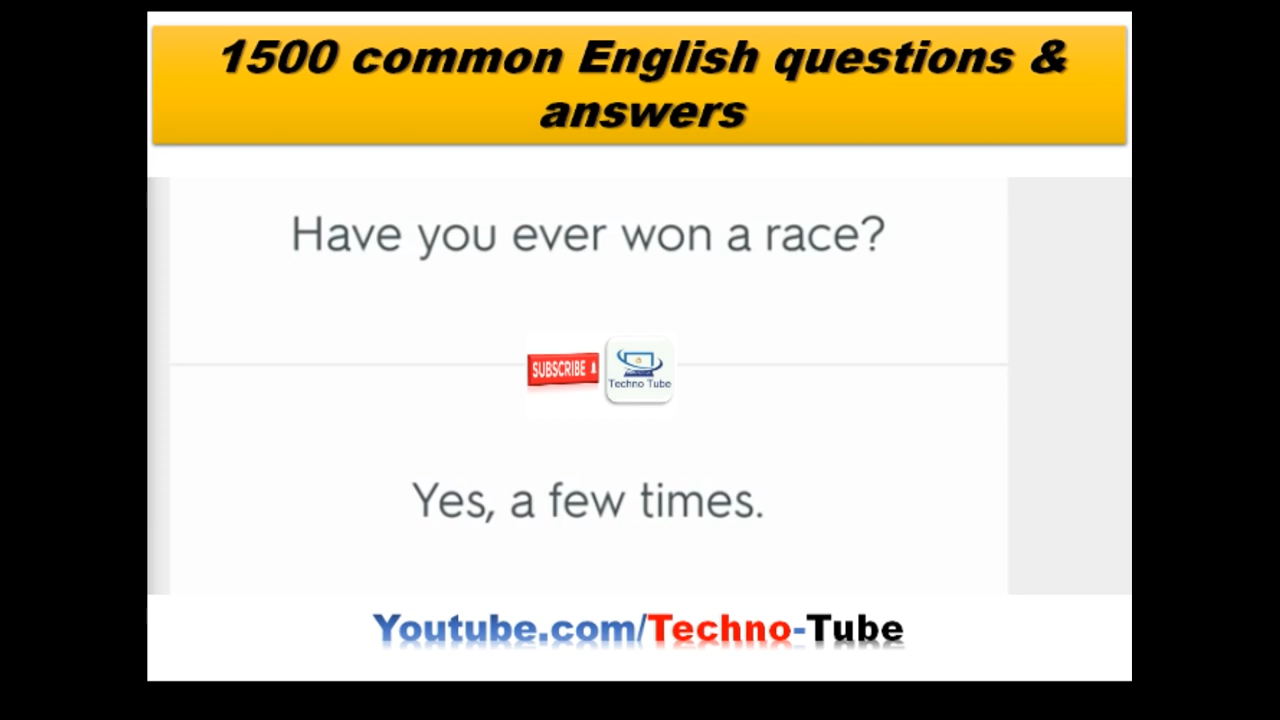 1500 common English questions &
answers
Have you ever won a race?
SUBSCRIBE
Techno Tube
Yes, a few times.
Youtube.com/Techno-Tube